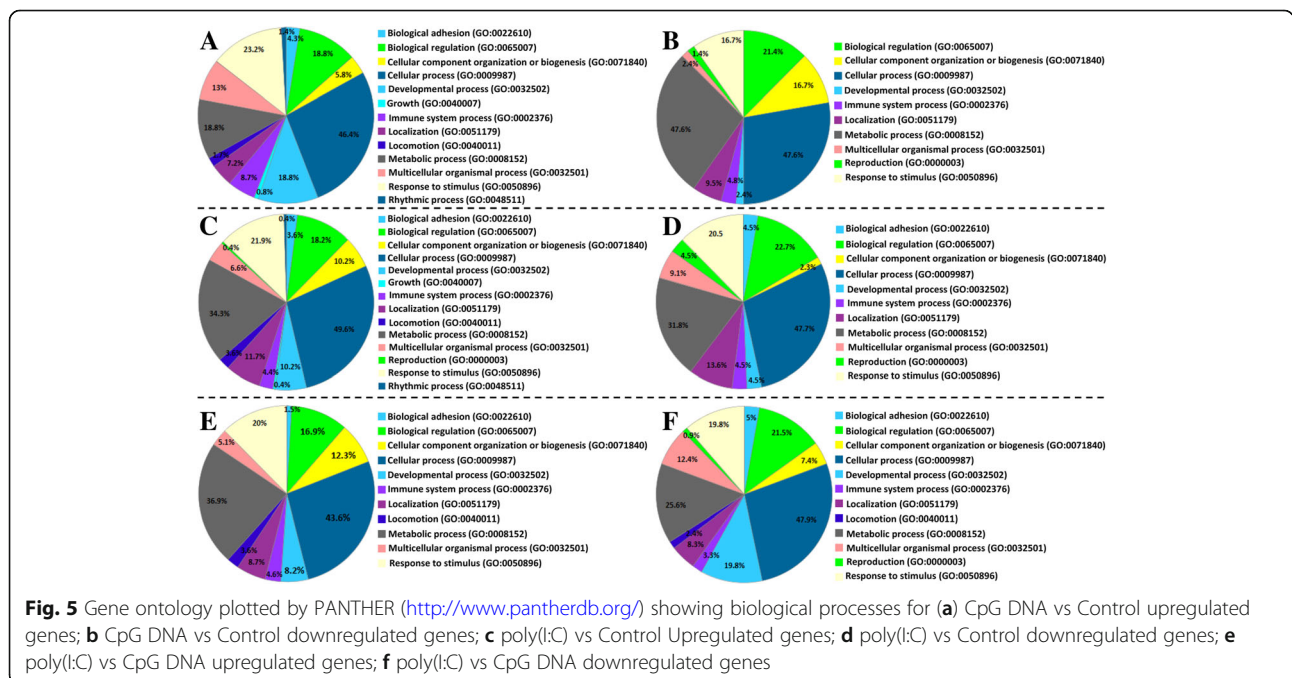 A
1.4%
4.3%
18.8%
5.8%
46.4%
18.8%
0.8%
8.7%
7.2%
18.8%
13%
23.2%
Biological adhesion (GO:0022610)
Biological regulation (GO:0065007)
Cellular component organization or biogenesis (GO:0071840)
Cellular process (GO:0009987)
Developmental process (GO:0032502)
Growth (GO:0040007)
Immune system process (GO:0002376)
Localization (GO:0051179)
Locomotion (GO:0040011)
Metabolic process (GO:0008152)
Multicellular organismal process (GO:0032501)
Response to stimulus (GO:0050896)
Rhythmic process (GO:0048511)
B
21.4%
16.7%
47.6%
2.4%
4.8%
9.5%
47.6%
2.4%
1.4%
16.7%
Biological regulation (GO:0065007)
Cellular component organization or biogenesis (GO:0071840)
Cellular process (GO:0009987)
Developmental process (GO:0032502)
Immune system process (GO:0002376)
Localization (GO:0051179)
Metabolic process (GO:0008152)
Multicellular organismal process (GO:0032501)
Reproduction (GO:0000003)
Response to stimulus (GO:0050896)
C
0.4%
3.6%
18.2%
10.2%
49.6%
10.2%
0.4%
4.4%
11.7%
34.3%
6.6%
0.4%
21.9%
Biological adhesion (GO:0022610)
Biological regulation (GO:0065007)
Cellular component organization or biogenesis (GO:0071840)
Cellular process (GO:0009987)
Developmental process (GO:0032502)
Growth (GO:0040007)
Immune system process (GO:0002376)
Localization (GO:0051179)
Locomotion (GO:0040011)
Metabolic process (GO:0008152)
Multicellular organismal process (GO:0032501)
Reproduction (GO:0000003)
Response to stimulus (GO:0050896)
Rhythmic process (GO:0048511)
D
4.5%
22.7%
2.3%
47.7%
4.5%
4.5%
13.6%
31.8%
9.1%
4.5%
20.5
Biological adhesion (GO:0022610)
Biological regulation (GO:0065007)
Cellular component organization or biogenesis (GO:0071840)
Cellular process (GO:0009987)
Developmental process (GO:0032502)
Immune system process (GO:0002376)
Localization (GO:0051179)
Metabolic process (GO:0008152)
Multicellular organismal process (GO:0032501)
Reproduction (GO:0000003)
Response to stimulus (GO:0050896)
E
1.5%
16.9%
12.3%
43.6%
8.2%
4.6%
8.7%
3.6%
36.9%
5.1%
20%
Biological adhesion (GO:0022610)
Biological regulation (GO:0065007)
Cellular component organization or biogenesis (GO:0071840)
Cellular process (GO:0009987)
Developmental process (GO:0032502)
Immune system process (GO:0002376)
Localization (GO:0051179)
Locomotion (GO:0040011)
Metabolic process (GO:0008152)
Multicellular organismal process (GO:0032501)
Response to stimulus (GO:0050896)
F
5%
21.5%
7.4%
47.9%
19.8%
3.3%
8.3%
25.6%
12.4%
0.9%
19.8%
Biological adhesion (GO:0022610)
Biological regulation (GO:0065007)
Cellular component organization or biogenesis (GO:0071840)
Cellular process (GO:0009987)
Developmental process (GO:0032502)
Immune system process (GO:0002376)
Localization (GO:0051179)
Locomotion (GO:0040011)
Metabolic process (GO:0008152)
Multicellular organismal process (GO:0032501)
Reproduction (GO:0000003)
Response to stimulus (GO:0050896)
Fig. 5 Gene ontology plotted by PANTHER (http://www.pantherdb.org/) showing biological processes for (a) CpG DNA vs Control upregulated
genes; b CpG DNA vs Control downregulated genes; c poly(I:C) vs Control Upregulated genes; d poly(I:C) vs Control downregulated genes; e
poly(I:C) vs CpG DNA upregulated genes; f poly(I:C) vs CpG DNA downregulated genes